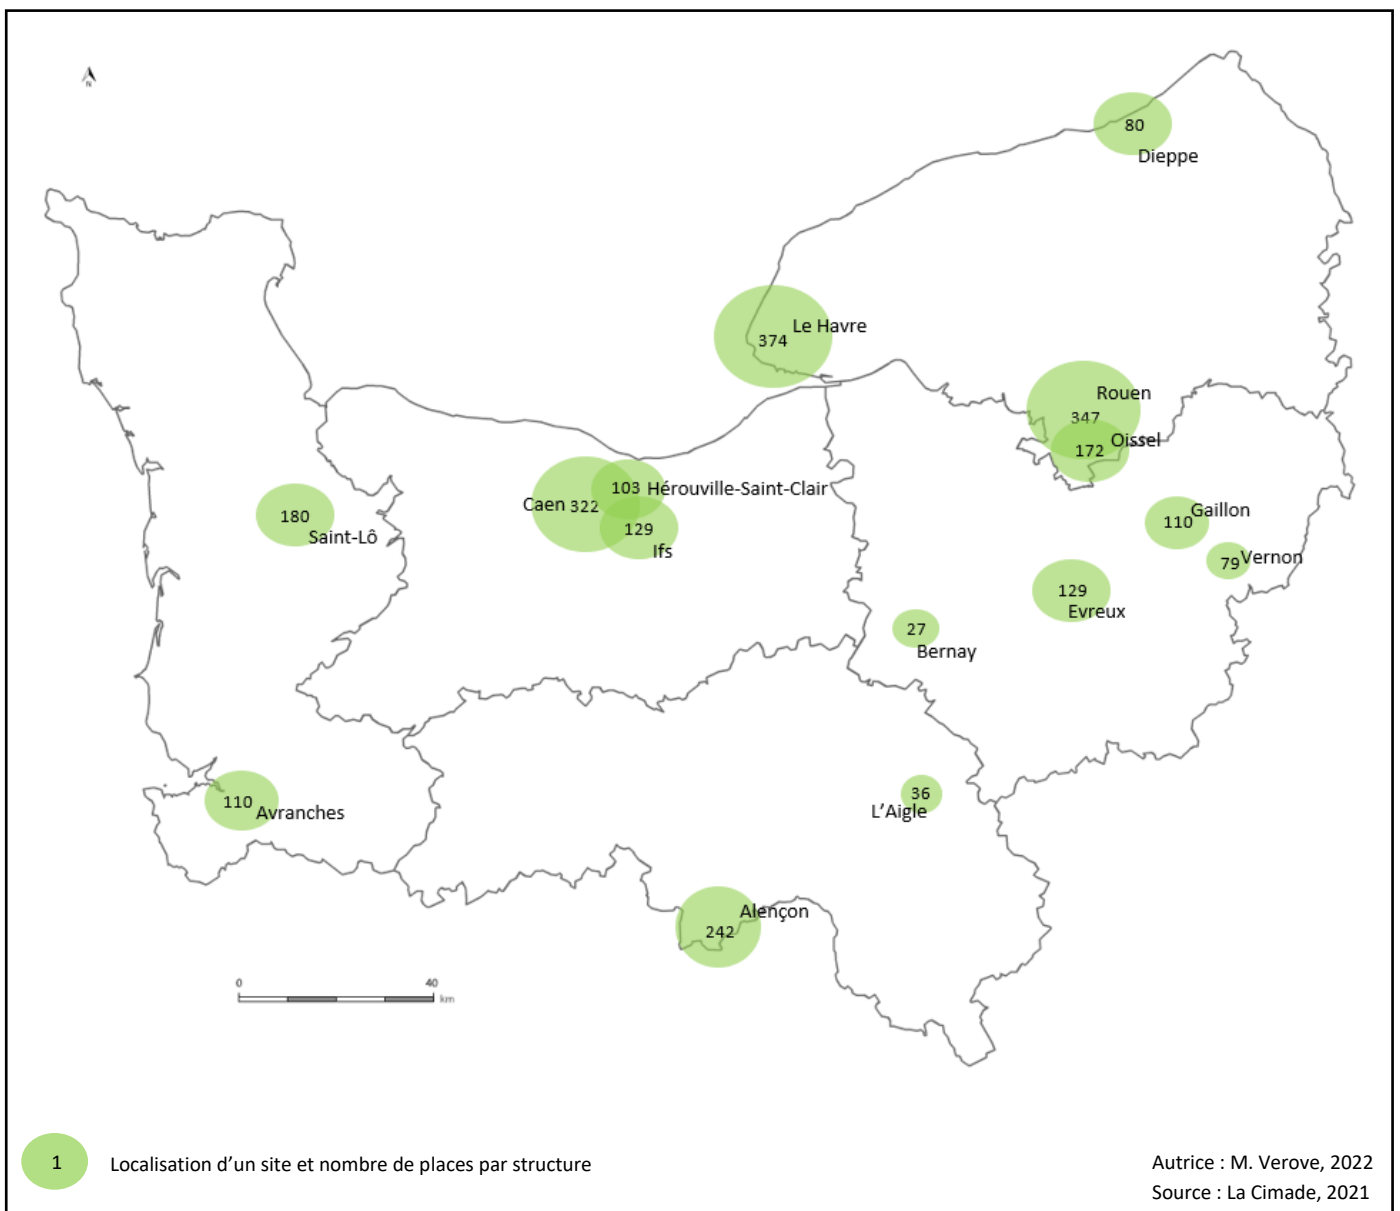 N
80
Dieppe
Le Havre
374
Rouen
347
Oissel
172
103
Hérouville-Saint-Clair
Caen 322
129
Ifs
180
Saint-Lô
Gaillon
110
79 Vernon
129
Evreux
27
Bernay
36
L’Aigle
110
Avranches
Alençon
242
0 40
km
1 Localisation d’un site et nombre de places par structure
Autrice : M. Verove, 2022
Source : La Cimade, 2021